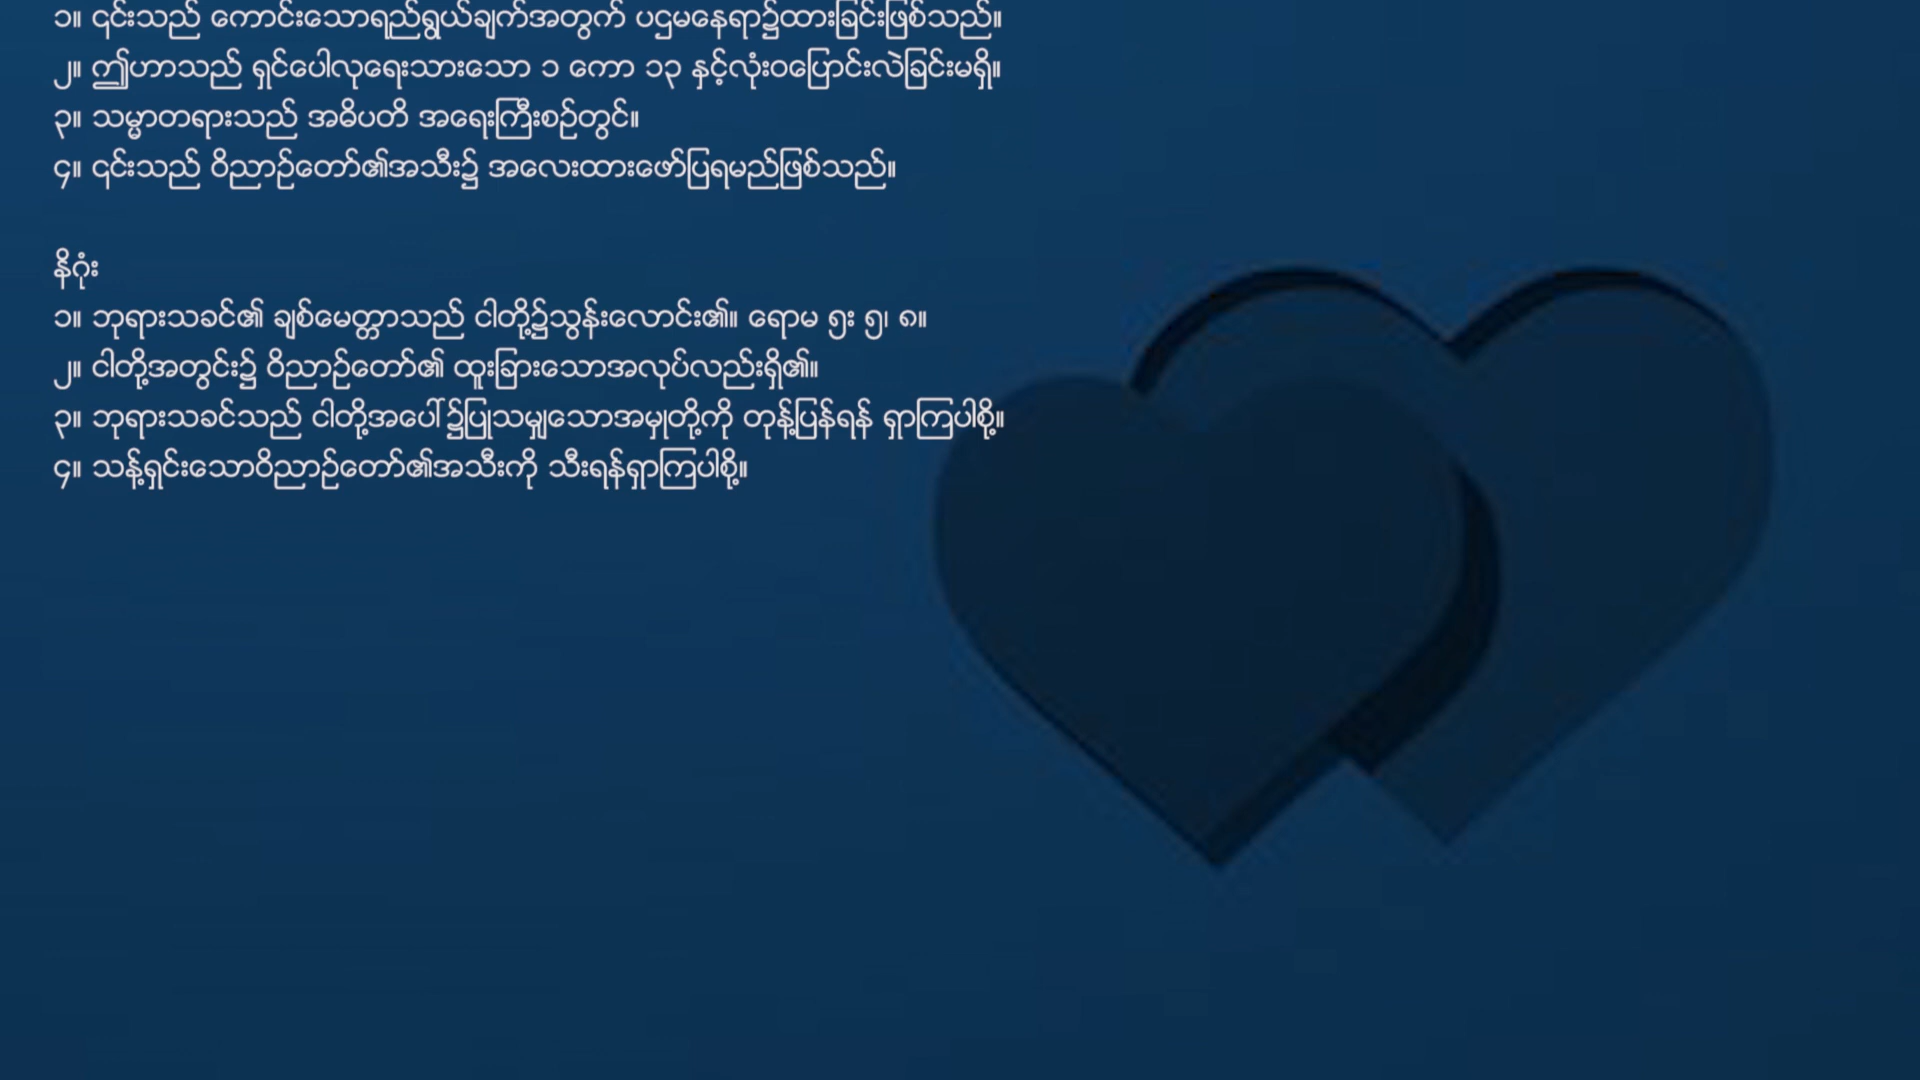 ၁။ ၎င်းသည် ကောင်းသောရည်ရွယ်ချက်အတွက် ပဌမနေရာ၌ထားခြင်းဖြစ်သည်။
၂။ ဤဟာသည် ရှင်ပေါလုရေးသားသော ၁ ကော ၁၃ နှင့်လုံးဝပြောင်းလဲခြင်းမရှိ။
၃။ သမ္မာတရားသည် အဓိပတိ အရေးကြီးစဉ်တွင်။
၄။ ၎င်းသည် ဝိညာဉ်တော်၏အသီး၌ အလေးထားဖော်ပြရမည်ဖြစ်သည်။
နိဂုံး
၁။ ဘုရားသခင်၏ ချစ်မေတ္တာသည် ငါတို့၌သွန်းလောင်း၏။ ရောမ ၅း ၅၊ ၈။
၂။ ငါတို့အတွင်း၌ ဝိညာဉ်တော်၏ ထူးခြားသောအလုပ်လည်းရှိ၏။
၃။ ဘုရားသခင်သည် ငါတို့အပေါ်၌ပြုသမျှသောအမှုတို့ကို တုန့်ပြန်ရန် ရှာကြပါစို့။
၄။ သန့်ရှင်းသောဝိညာဉ်တော်၏အသီးကို သီးရန်ရှာကြပါစို့။